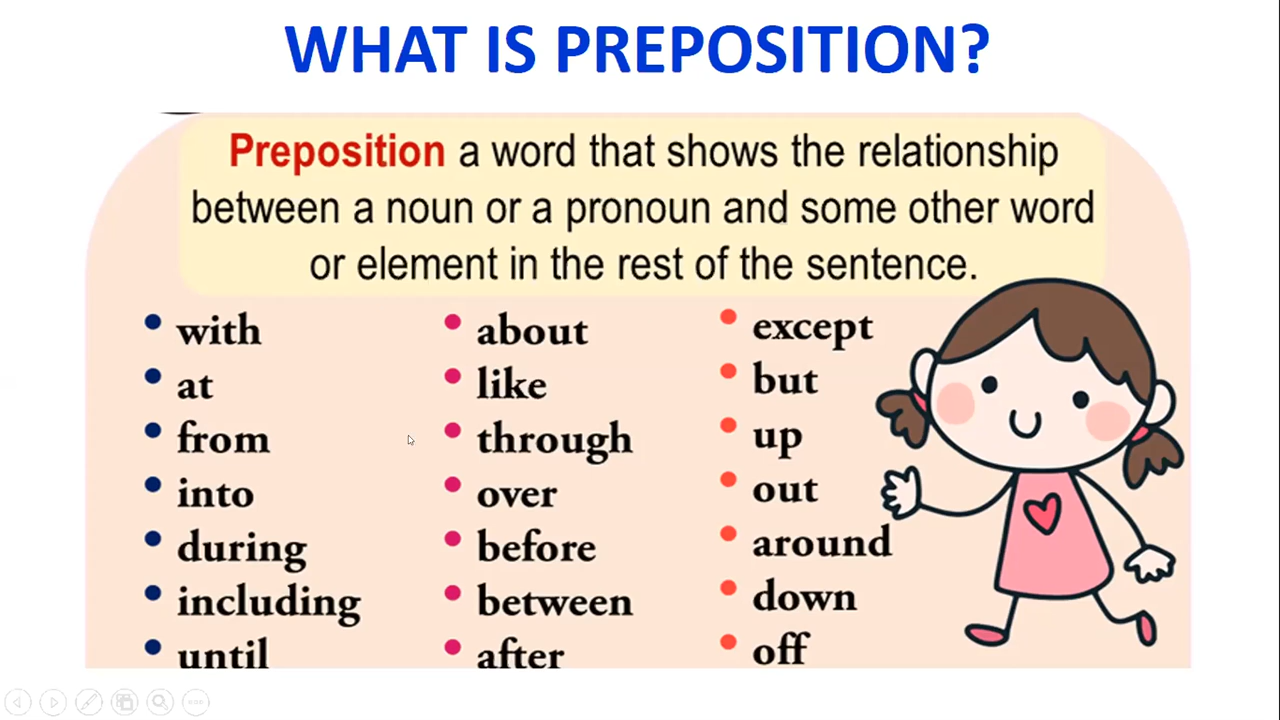 WHAT IS PREPOSITION?
Preposition a word that shows the relationship
between a noun or a pronoun and some other word
or element in the rest of the sentence.
• with
• at
• from
• into
• during
• including
• until
• about
• like
• through
• over
• before
• between
• after
• except
• but
• up
• out
• around
• down
• off